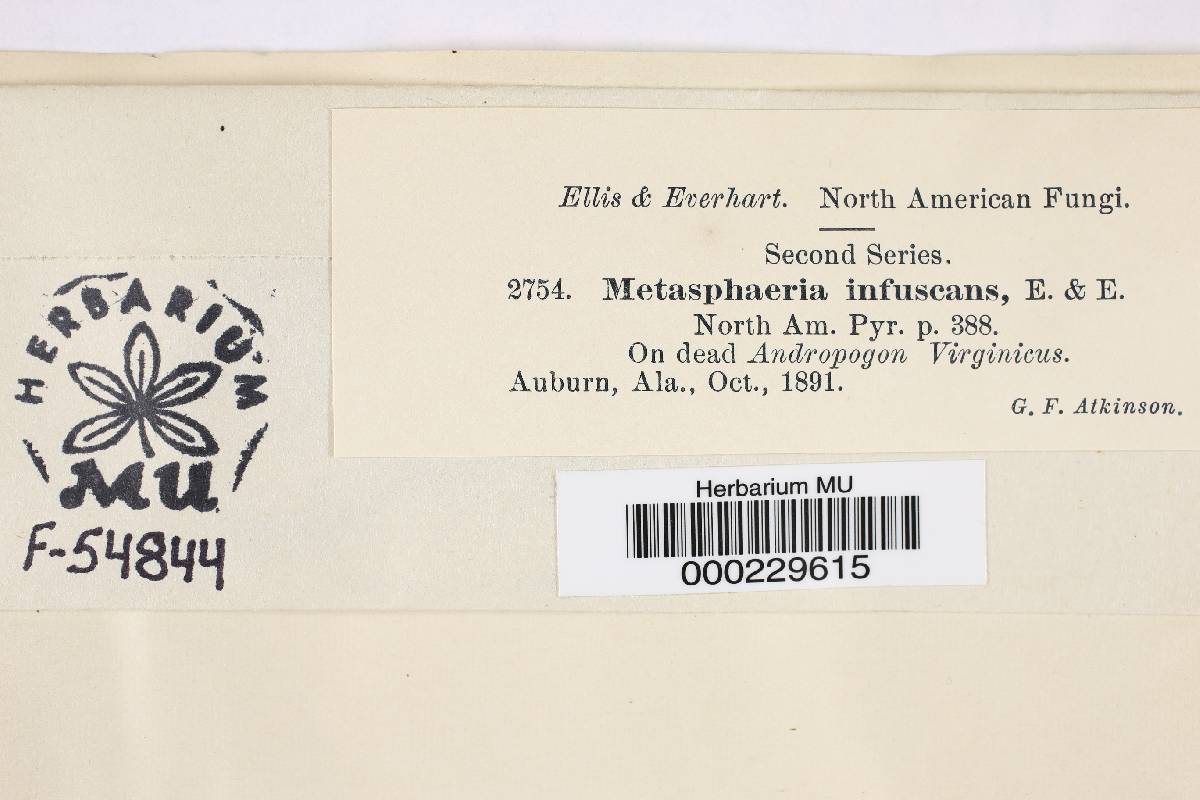 Ellis & Everhart. North American Fungi.
Second Series.
2754. Metasphaeria infuscans, E. & E.
North Am. Pyr. p. 388.
On dead Andropogon Virginicus.
Auburn, Ala., Oct., 1891.
G. F. Atkinson.
HERBARIUM
MU
F-54844
Herbarium MU
000229615